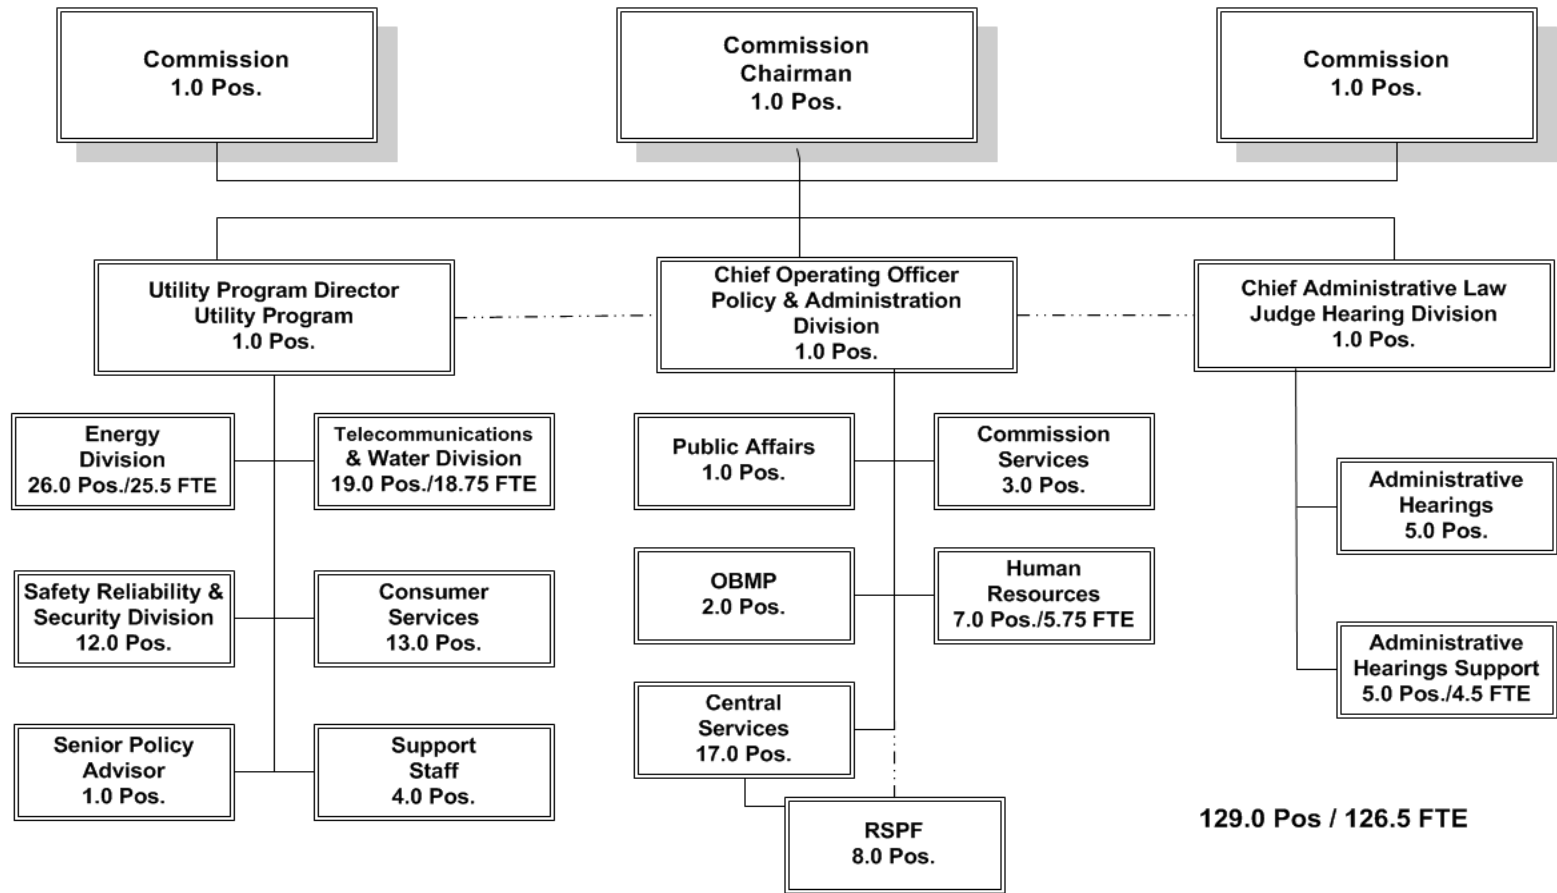 Commission
1.0 Pos.
Commission
Chairman
1.0 Pos.
Commission
1.0 Pos.
Utility Program Director
Utility Program
1.0 Pos.
Chief Operating Officer
Policy & Administration
Division
1.0 Pos.
Chief Administrative Law
Judge Hearing Division
1.0 Pos.
Energy
Division
26.0 Pos./25.5 FTE
Telecommunications
& Water Division
19.0 Pos./18.75 FTE
Public Affairs
1.0 Pos.
Commission
Services
3.0 Pos.
Administrative
Hearings
5.0 Pos.
Safety Reliability &
Security Division
12.0 Pos.
Consumer
Services
13.0 Pos.
OBMP
2.0 Pos.
Human
Resources
7.0 Pos./5.75 FTE
Administrative
Hearings Support
5.0 Pos./4.5 FTE
Senior Policy
Advisor
1.0 Pos.
Support
Staff
4.0 Pos.
Central
Services
17.0 Pos.
RSPF
8.0 Pos.
129.0 Pos / 126.5 FTE